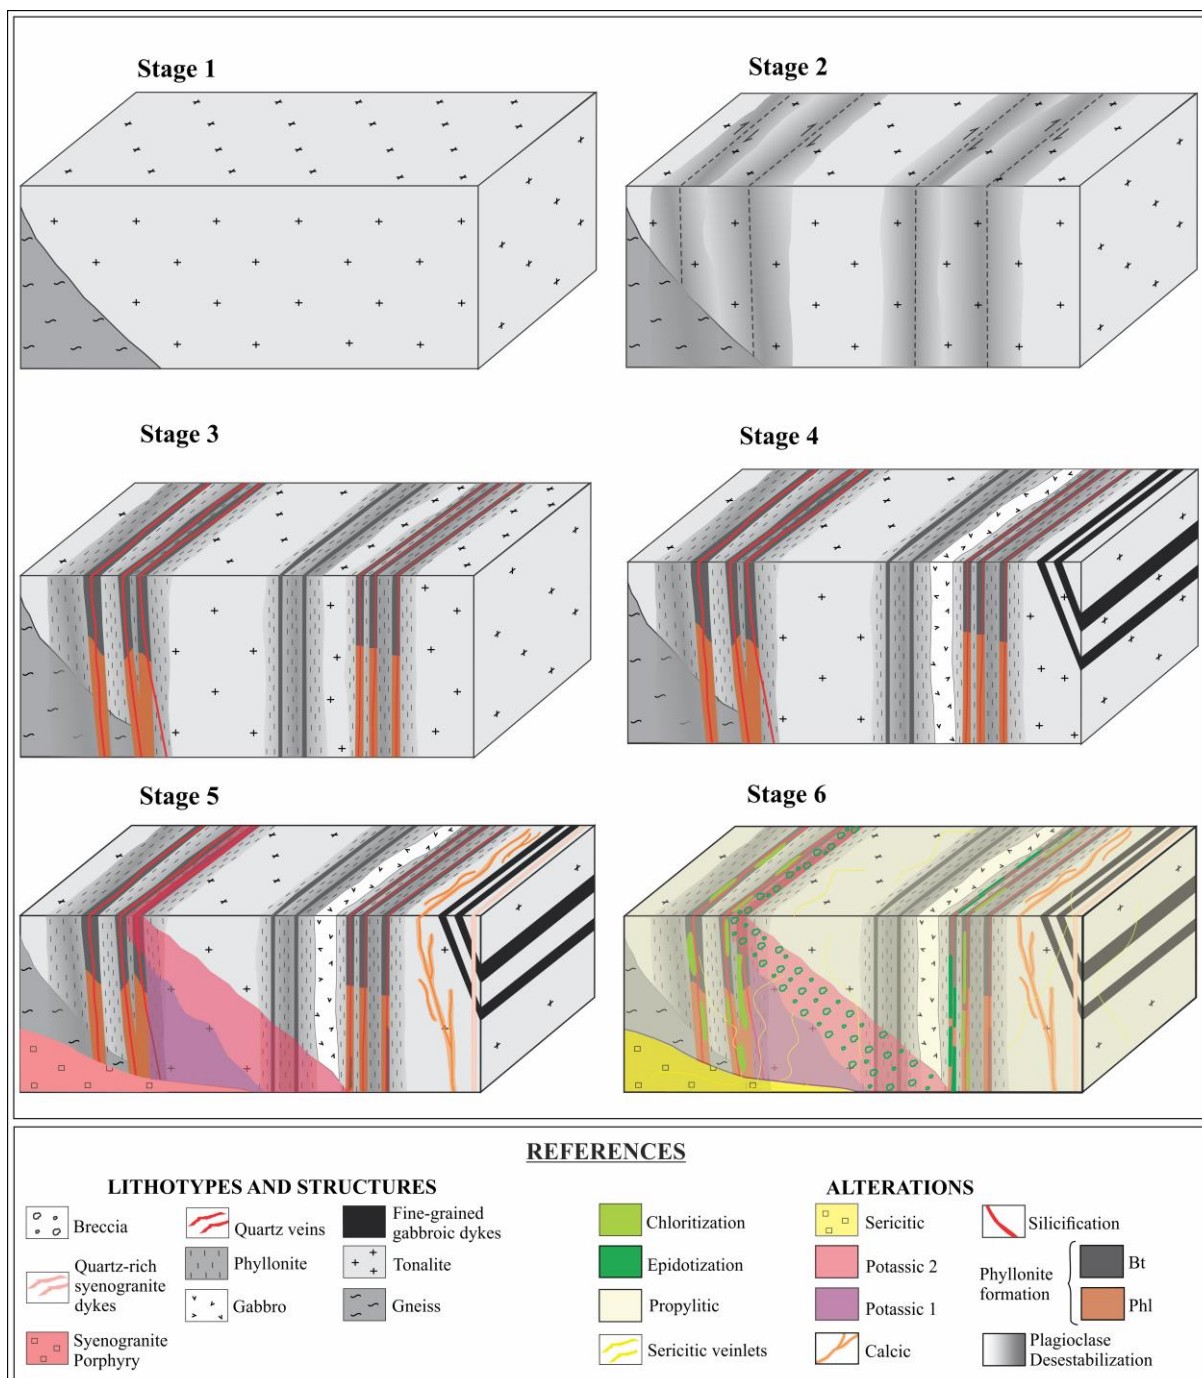 Stage 1
Stage 2
Stage 3
Stage 4
Stage 5
Stage 6
REFERENCES
LITHOTYPES AND STRUCTURES
Breccia
Quartz veins
Fine-grained
gabbroic dykes
Quartz-rich
syenogranite
dykes
Phyllonite
Tonalite
Gabbro
Gneiss
Syenogranite
Porphyry
ALTERATIONS
Chloritization
Sericitic
Silicification
Epidotization
Potassic 2
Phyllonite
formation
Bt
Propylitic
Potassic 1
Phl
Sericitic veinlets
Calcic
Plagioclase
Desestabilization